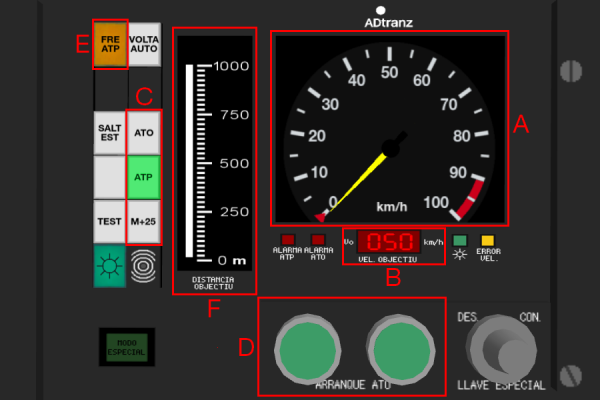 E
FRE
ATP
VOLTA
AUTO
C
SALT
EST
ATO
ATP
TEST
M+25
MODO
ESPECIAL
1000
750
500
250
0 m
DISTANCIA
OBJECTIU
F
ADtranz
A
0
10
20
30
40
50
60
70
80
90
100
km/h
ALARMA
ATP
ALARMA
ATO
Vo
050
km/h
VEL. OBJECTIU
ERROR
VEL.
B
D
ARRANQUE ATO
DES.
CON.
LLAVE ESPECIAL